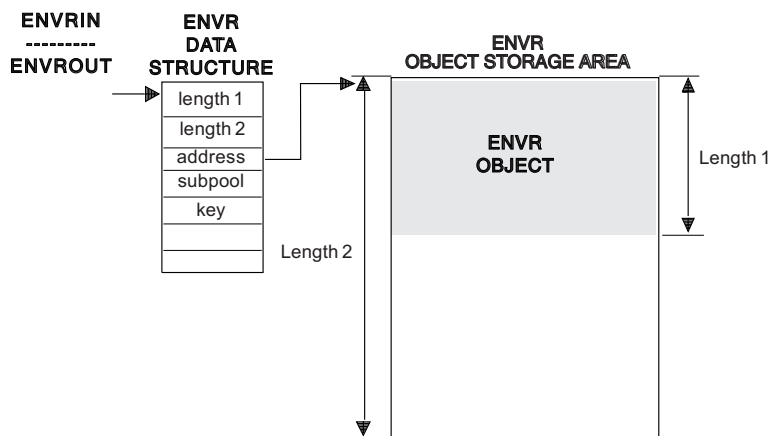 ENVRIN
---------
ENVROUT
ENVR
DATA
STRUCTURE
length 1
length 2
address
subpool
key
ENVR
OBJECT STORAGE AREA
ENVR
OBJECT
Length 1
Length 2